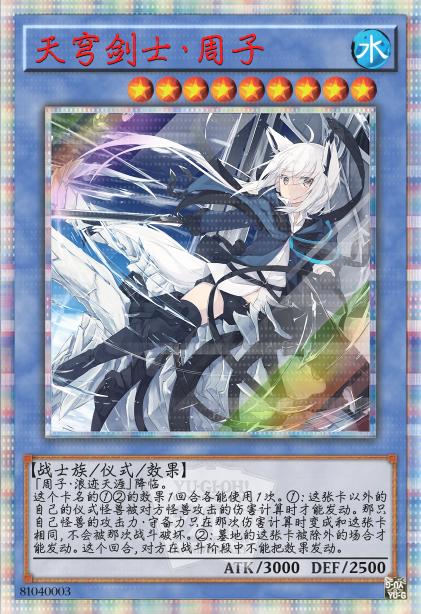 天穹剑士·周子
水
【战士族/仪式/效果】
「周子·浪迹天涯」降临。
这个卡名的①②的效果1回合各能使用1次。①：这张卡以外的
自己的仪式怪兽被对方怪兽攻击的伤害计算时才能发动。那只
自己怪兽的攻击力·守备力只在那次伤害计算时变成和这张卡
相同，不会被那次战斗破坏。②：墓地的这张卡被除外的场合才
能发动。这个回合，对方在战斗阶段中不能把效果发动。
ATK/3000 DEF/2500
81040003
YU-GI-OH!